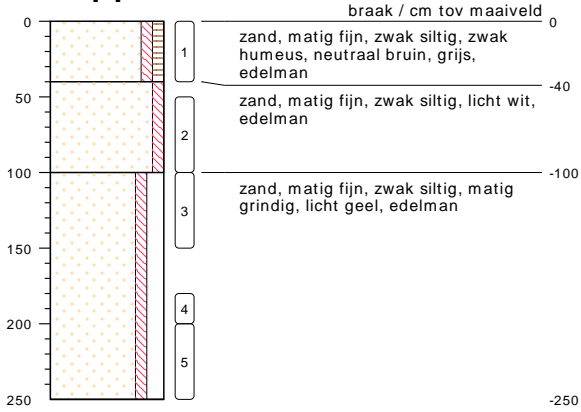 braak / cm tov maaiveld
0
0
zand, matig fijn, zwak siltig, zwak
humeus, neutraal bruin, grijs,
edelman
1
-40
50
zand, matig fijn, zwak siltig, licht wit,
edelman
2
100
-100
zand, matig fijn, zwak siltig, matig
grindig, licht geel, edelman
3
150
4
200
5
250
-250